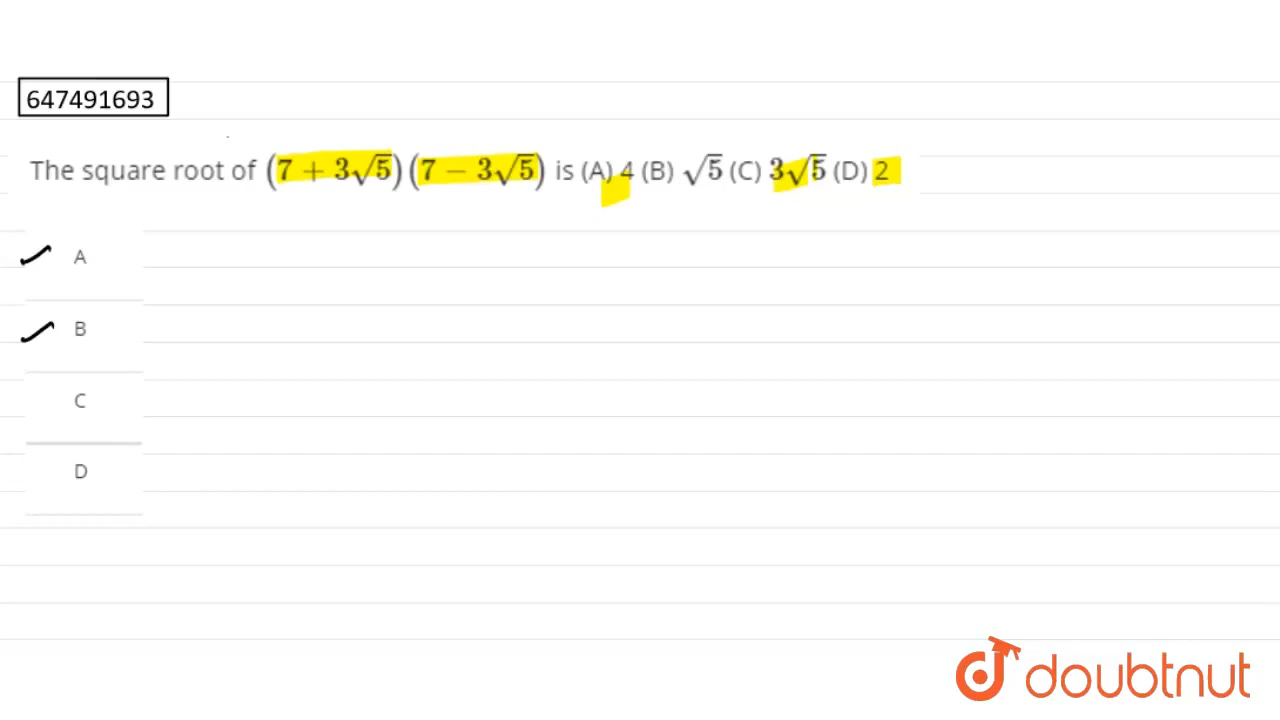 647491693
The square root of (7 + 3√5)(7 − 3√5) is (A) 4 (B) √5 (C) 3√5 (D) 2
A
B
C
D
doubtnut